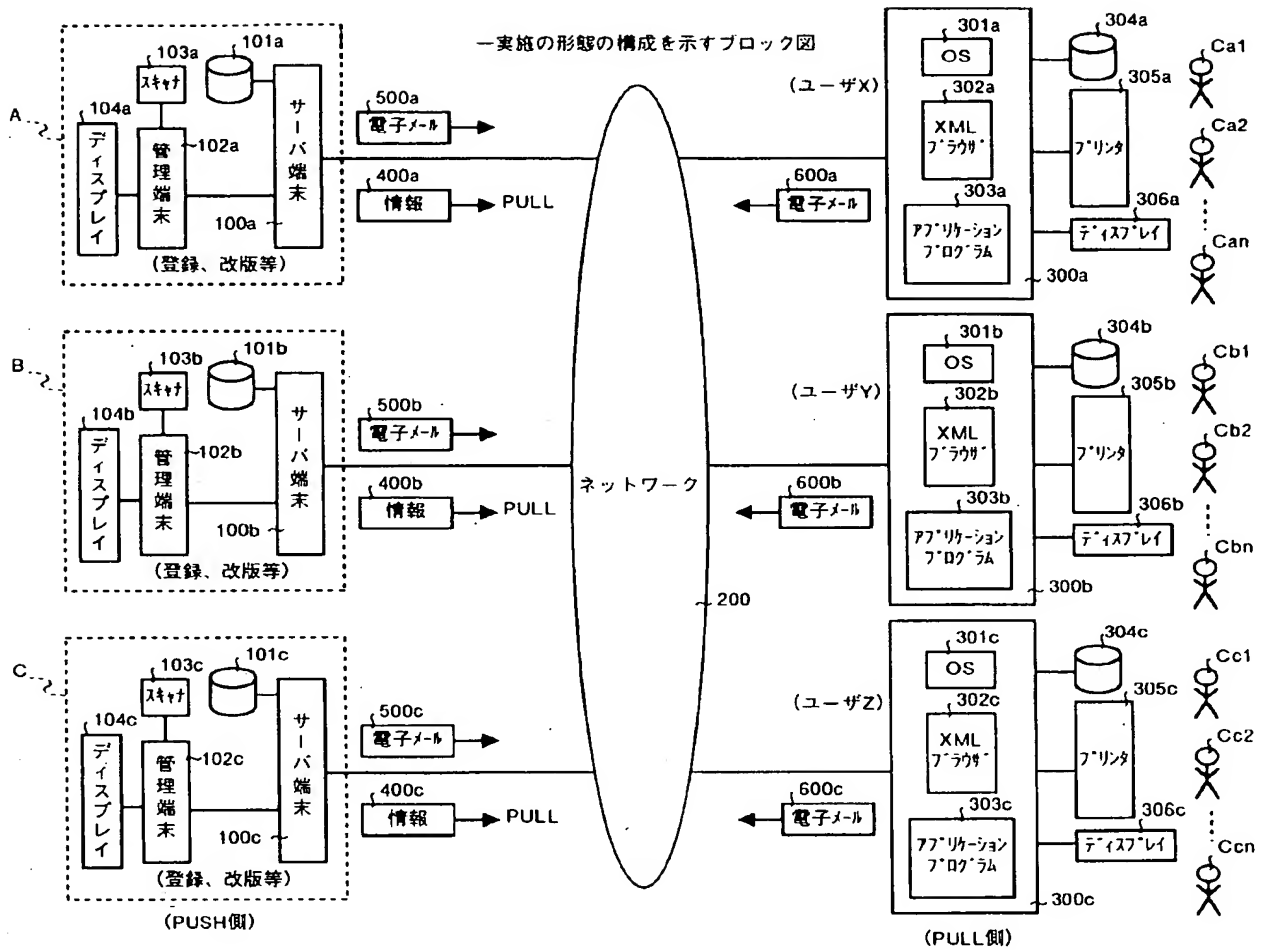 一実施の形態の構成を示すブロック図
A
104a
ディスプレイ
103a
スキャナ
101a
102a
管理端末
サーバ端末
100a
(登録、改版等)
500a
電子メール
400a
情報
PULL
(ユーザX)
600a
電子メール
301a
OS
302a
XML
ブラウザ
303a
アプリケーション
プログラム
300a
304a
305a
プリンタ
306a
ディスプレイ
Ca1
Ca2
Can
B
104b
ディスプレイ
103b
スキャナ
101b
102b
管理端末
サーバ端末
100b
(登録、改版等)
500b
電子メール
400b
情報
PULL
ネットワーク
200
(ユーザY)
600b
電子メール
301b
OS
302b
XML
ブラウザ
303b
アプリケーション
プログラム
300b
304b
305b
プリンタ
306b
ディスプレイ
Cb1
Cb2
Cbn
C
104c
ディスプレイ
103c
スキャナ
101c
102c
管理端末
サーバ端末
100c
(登録、改版等)
(PUSH側)
500c
電子メール
400c
情報
PULL
(ユーザZ)
600c
電子メール
301c
OS
302c
XML
ブラウザ
303c
アプリケーション
プログラム
300c
304c
305c
プリンタ
306c
ディスプレイ
Cc1
Cc2
Ccn
(PULL側)